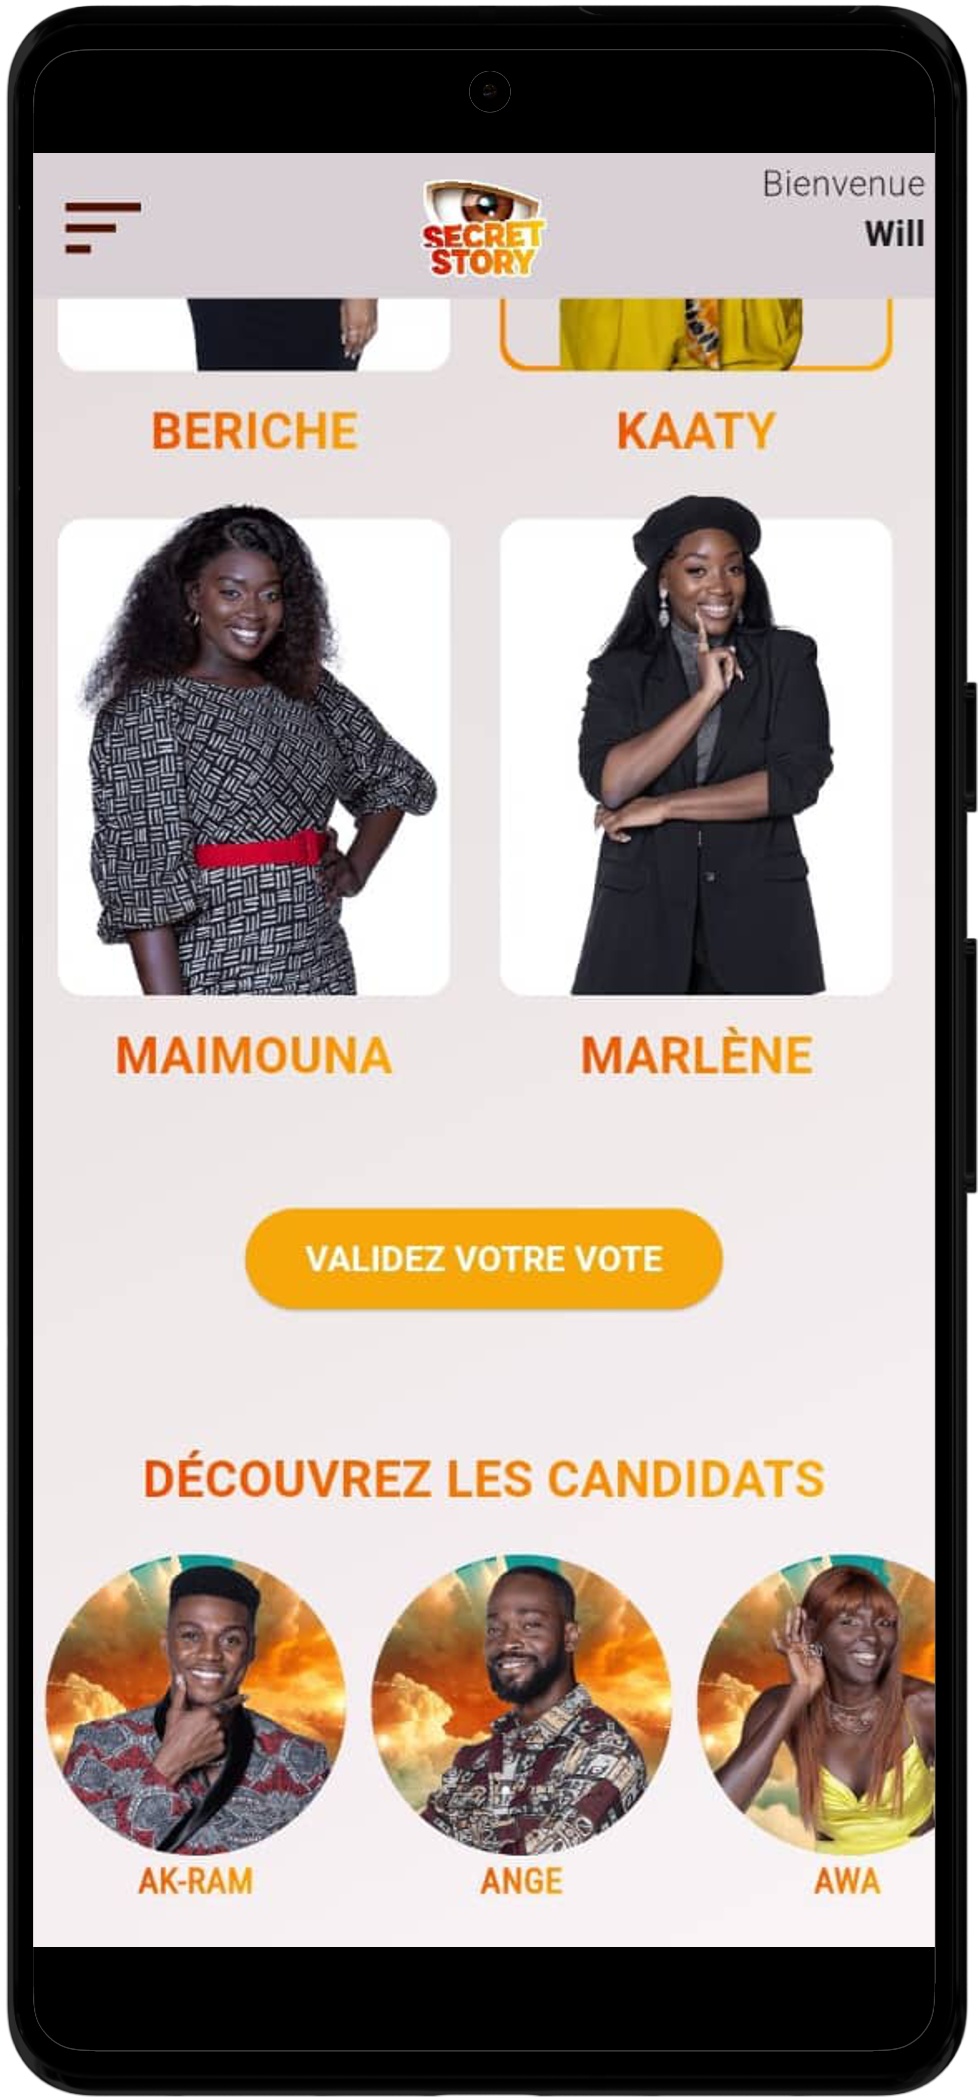 Bienvenue
Will
SECRET
STORY
BERICHE
KAATY
MAIMOUNA
MARLÈNE
VALIDEZ VOTRE VOTE
DÉCOUVREZ LES CANDIDATS
AK-RAM
ANGE
AWA